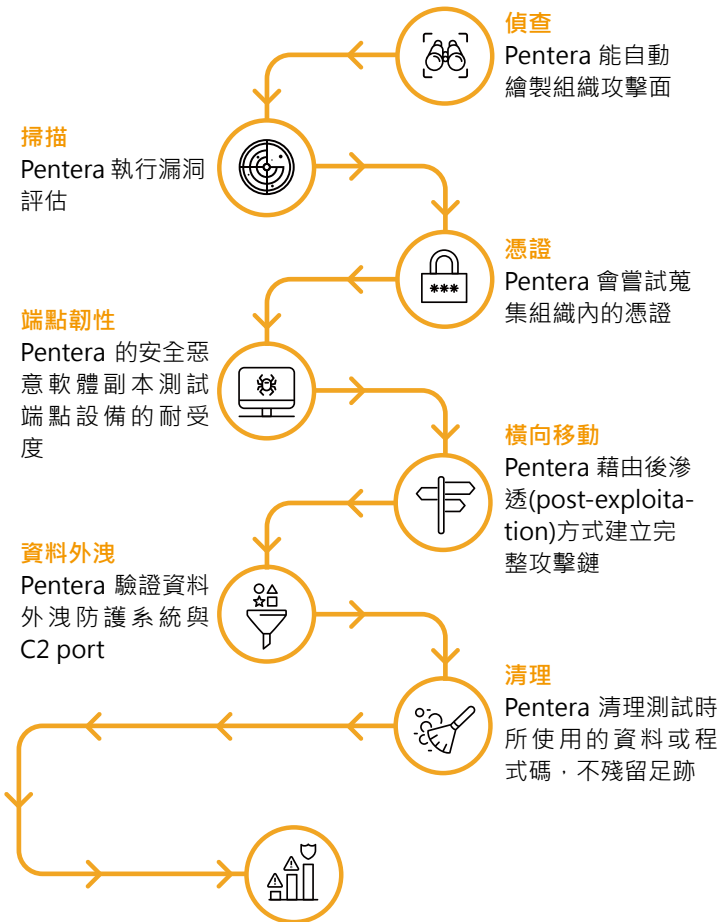 偵查
Pentera 能自動
繪製組織攻擊面
掃描
Pentera 執行漏洞
評估
憑證
***
Pentera 會嘗試蒐
集組織內的憑證
端點韌性
Pentera 的安全惡
意軟體副本測試
端點設備的耐受
度
橫向移動
Pentera 藉由後滲
透(post-exploita-
tion)方式建立完
整攻擊鏈
資料外洩
Pentera 驗證資料
外洩防護系統與
C2 port
清理
Pentera 清理測試時
所使用的資料或程
式碼，不殘留足跡